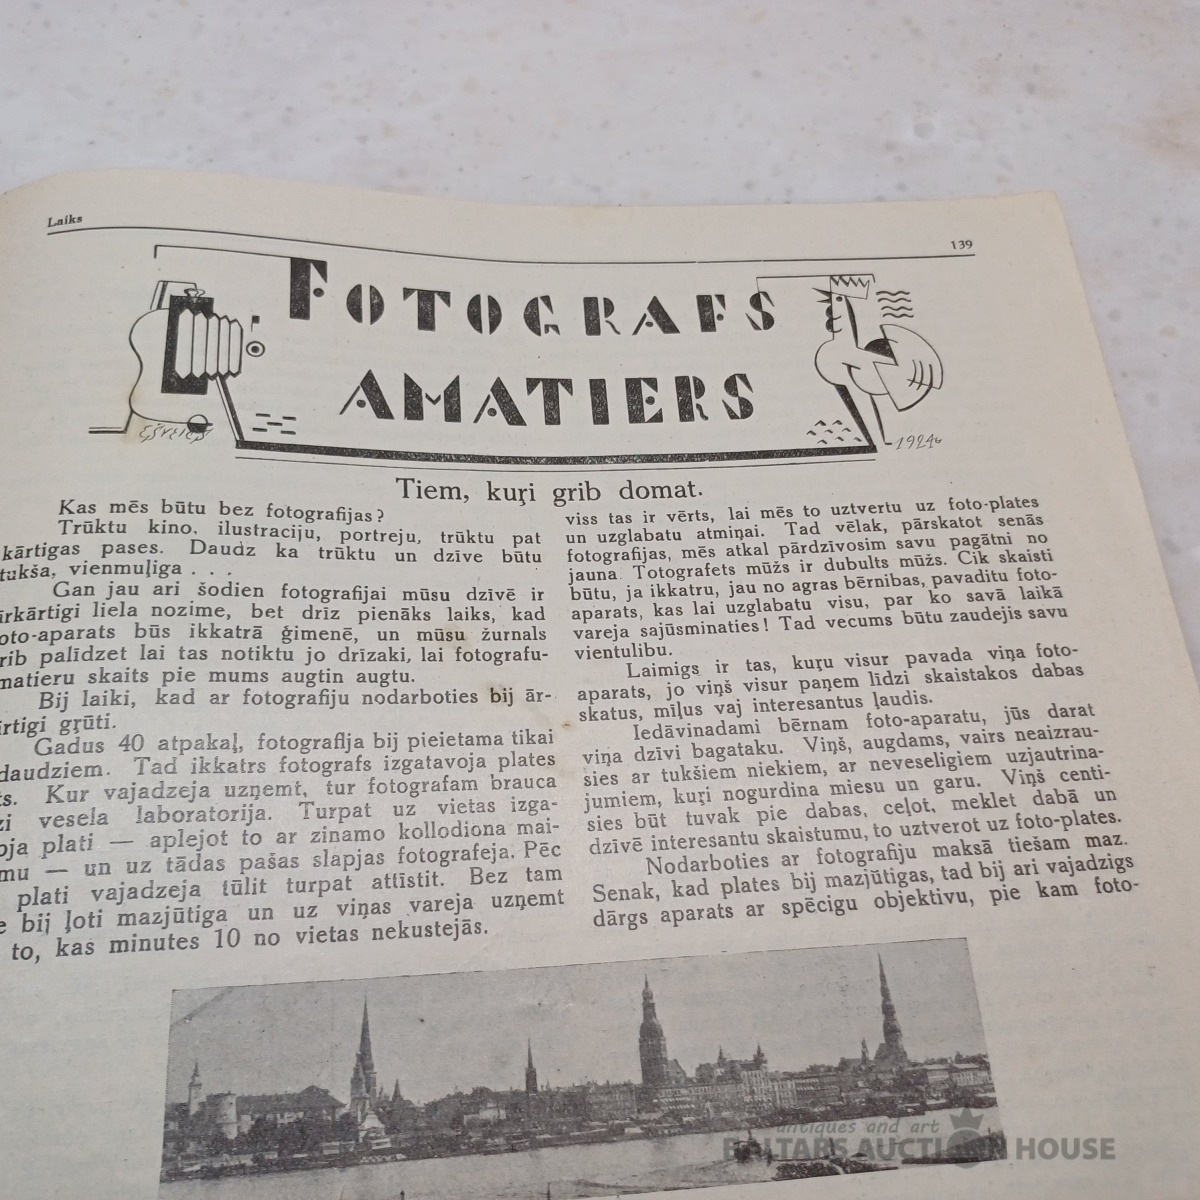 Laiks
139
FOTOGRAFS
AMATIERS
1924
Tiem, kuŗi grib domat.
Kas mēs būtu bez fotografijas?
Trūktu kino, ilustraciju, portreju, trūktu pat
kārtigas pases. Daudz ka trūktu un dzīve būtu
tukša, vienmuļiga . . .
Gan jau ari šodien fotografijai mūsu dzīvē ir
ārkārtigi liela nozime, bet drīz pienāks laiks, kad
oto-aparats būs ikkatrā ģimenē, un mūsu žurnals
rib palīdzet lai tas notiktu jo drīzaki, lai fotografu-
matieru skaits pie mums augtin augtu.
Bij laiki, kad ar fotografiju nodarboties bij ār-
ārtigi gŗūti.
Gadus 40 atpakaļ, fotografija bij pieietama tikai
daudziem. Tad ikkatrs fotografs izgatavoja plates
ts. Kur vajadzeja uzņemt, tur fotografam brauca
zi vesela laboratorija. Turpat uz vietas izga-
oja plati — aplejot to ar zinamo kollodiona mai-
mu — un uz tādas pašas slapjas fotografeja. Pēc
plati vajadzeja tūlit turpat attīstit. Bez tam
e bij ļoti mazjūtiga un uz viņas vareja uzņemt
to, kas minutes 10 no vietas nekustejās.
viss tas ir vērts, lai mēs to uztvertu uz foto-plates
un uzglabatu atmiņai. Tad vēlak, pārskatot senās
fotografijas, mēs atkal pārdzīvosim savu pagātni no
jauna. Totografets mūžs ir dubults mūžs. Cik skaisti
būtu, ja ikkatru, jau no agras bērnibas, pavaditu foto-
aparats, kas lai uzglabatu visu, par ko savā laikā
vareja sajūsminaties! Tad vecums būtu zaudejis savu
vientulibu.
Laimigs ir tas, kuŗu visur pavada viņa foto-
aparats, jo viņš visur paņem līdzi skaistakos dabas
skatus, mīļus vaj interesantus ļaudis.
Iedāvinadami bērnam foto-aparatu, jūs darat
viņa dzīvi bagataku. Viņš, augdams, vairs neaizrau-
sies ar tukšiem niekiem, ar neveseligiem uzjautrina-
jumiem, kuŗi nogurdina miesu un garu. Viņš centi-
sies būt tuvak pie dabas, ceļot, meklet dabā un
dzīvē interesantu skaistumu, to uztverot uz foto-plates.
Nodarboties ar fotografiju maksā tiešam maz.
Senak, kad plates bij mazjūtigas, tad bij ari vajadzigs
dārgs aparats ar spēcigu objektivu, pie kam foto-
antiques and art
BALTARS AUCTION HOUSE